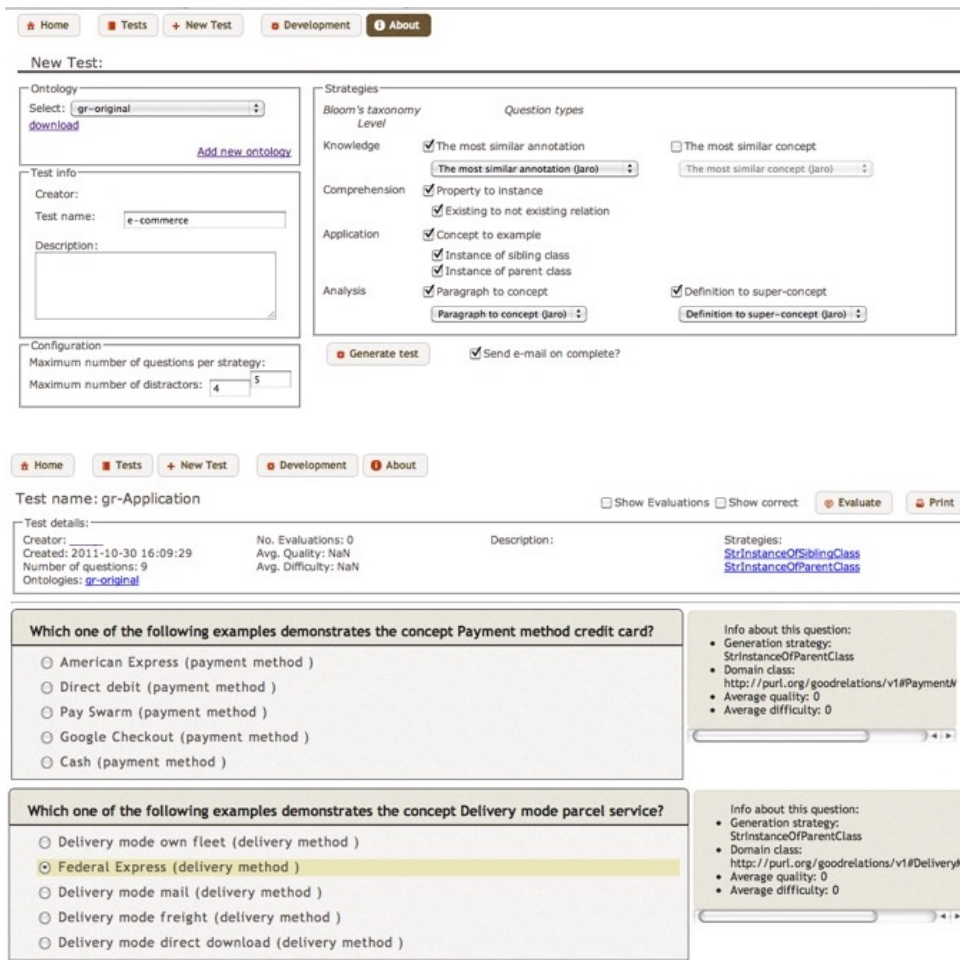 Home Tests + New Test Development About
New Test:
Ontology
Select: gr-original
download
Add new ontology
Test info
Creator:
Test name: e-commerce
Description:
Configuration
Maximum number of questions per strategy:
5
Maximum number of distractors: 4
Strategies
Bloom's taxonomy Level Question types
Knowledge The most similar annotation The most similar concept
The most similar annotation (Jaro) The most similar concept (Jaro)
Comprehension Property to instance
Existing to not existing relation
Application Concept to example
Instance of sibling class
Instance of parent class
Analysis Paragraph to concept Definition to super-concept
Paragraph to concept (Jaro) Definition to super-concept (Jaro)
Generate test Send e-mail on complete?
Home Tests + New Test Development About
Test name: gr-Application Show Evaluations Show correct Evaluate Print
Test details:
Creator:
Created: 2011-10-30 16:09:29
Number of questions: 9
Ontologies: gr-original
No. Evaluations: 0
Avg. Quality: NaN
Avg. Difficulty: NaN
Description:
Strategies:
StrInstanceOfSiblingClass
StrInstanceOfParentClass
Which one of the following examples demonstrates the concept Payment method credit card?
American Express (payment method )
Direct debit (payment method )
Pay Swarm (payment method )
Google Checkout (payment method )
Cash (payment method )
Info about this question:
• Generation strategy:
StrInstanceOfParentClass
• Domain class:
http://purl.org/goodrelations/v1#PaymentM
• Average quality: 0
• Average difficulty: 0
Which one of the following examples demonstrates the concept Delivery mode parcel service?
Delivery mode own fleet (delivery method )
Federal Express (delivery method )
Delivery mode mail (delivery method )
Delivery mode freight (delivery method )
Delivery mode direct download (delivery method )
Info about this question:
• Generation strategy:
StrInstanceOfParentClass
• Domain class:
http://purl.org/goodrelations/v1#DeliveryM
• Average quality: 0
• Average difficulty: 0